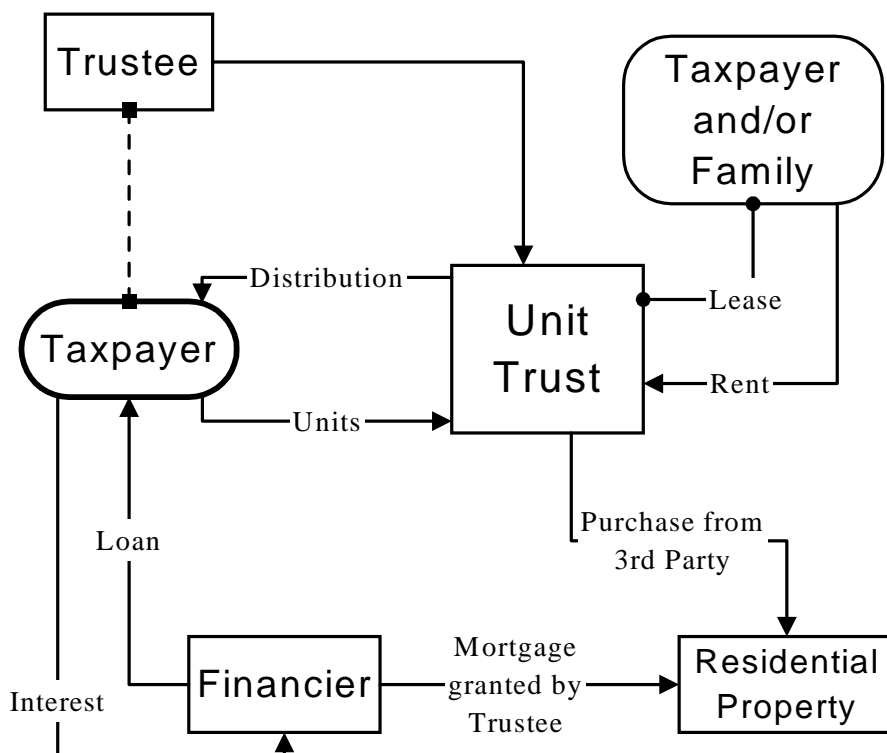 Trustee
Taxpayer
and/or
Family
Distribution
Unit
Trust
Lease
Taxpayer
Rent
Units
Purchase from
3rd Party
Loan
Mortgage
granted by
Trustee
Financier
Residential
Property
Interest